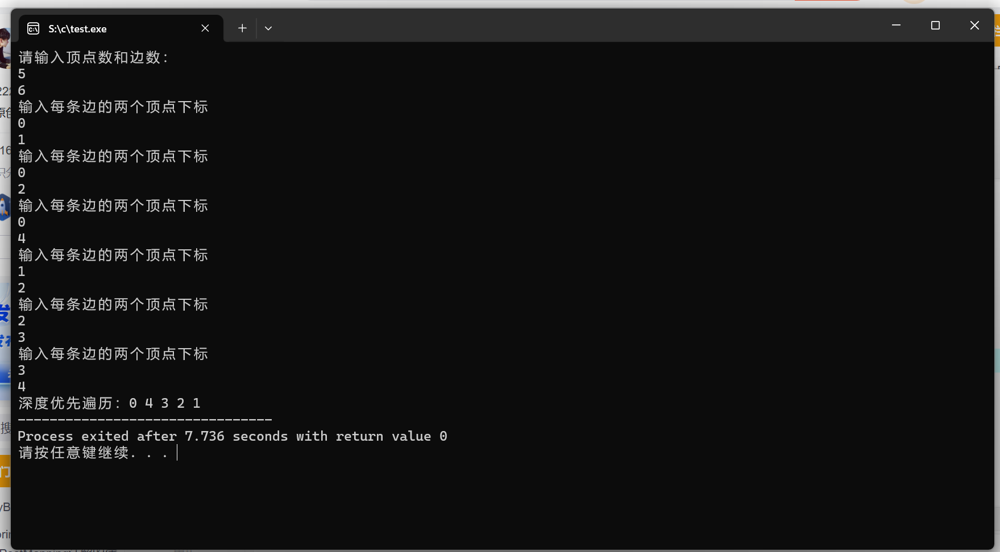 S:\c\test.exe
请输入顶点数和边数：
5
6
输入每条边的两个顶点下标
0
1
输入每条边的两个顶点下标
0
2
输入每条边的两个顶点下标
0
4
输入每条边的两个顶点下标
1
2
输入每条边的两个顶点下标
2
3
输入每条边的两个顶点下标
3
4
深度优先遍历：0 4 3 2 1
--------------------------------
Process exited after 7.736 seconds with return value 0
请按任意键继续. . .